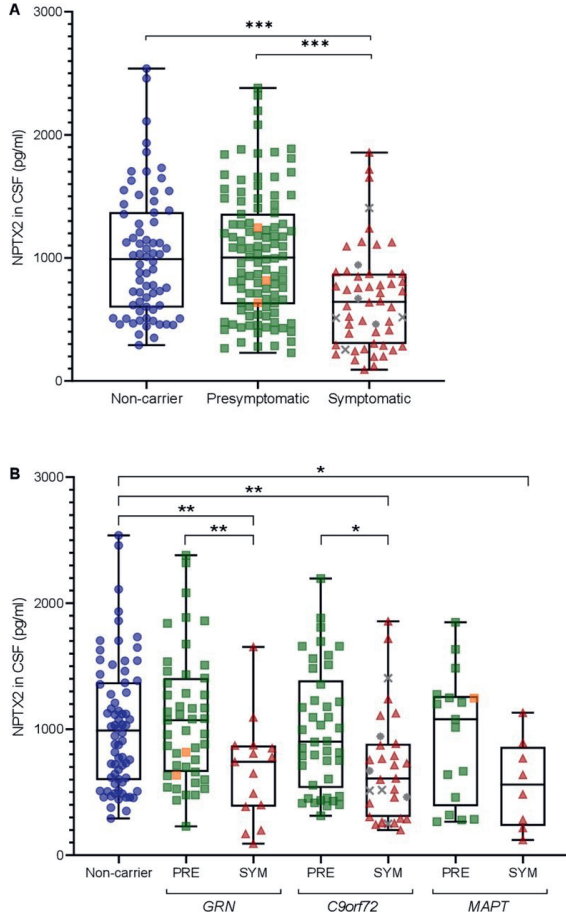 A
3000
***
***
2000
1000
0
NPTX2 in CSF (pg/ml)
Non-carrier Presymptomatic Symptomatic
B
3000
*
**
** **
** *
2000
1000
0
NPTX2 in CSF (pg/ml)
Non-carrier PRE SYM PRE SYM PRE SYM
GRN C9orf72 MAPT